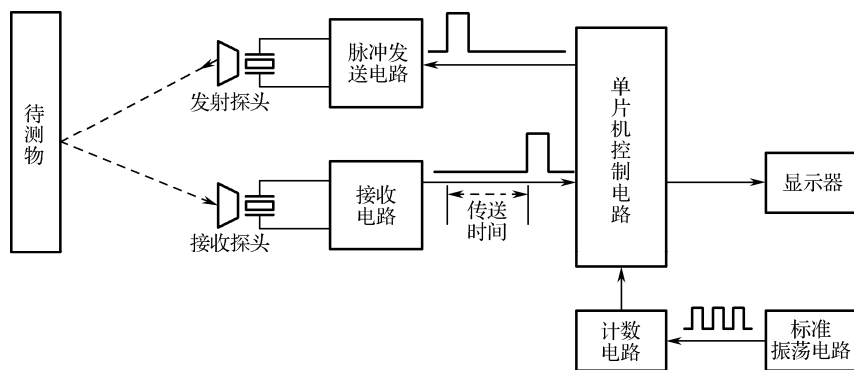 待
测
物
发射探头
脉冲发
送电路
接收探头
接收
电路
传送
时间
单
片
机
控
制
电
路
显示器
计数
电路
标准
振荡电路